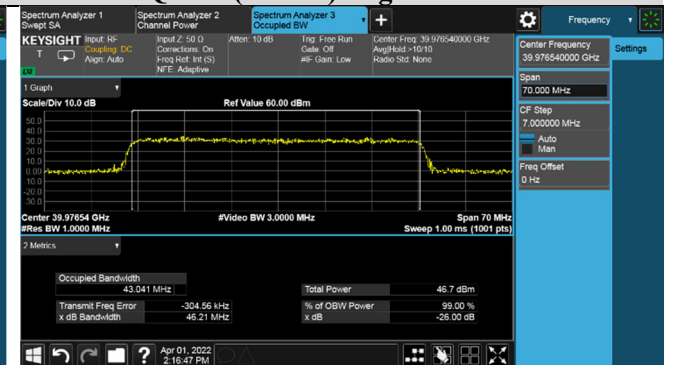 Spectrum Analyzer 1
Swept SA
Spectrum Analyzer 2
Channel Power
Spectrum Analyzer 3
Occupied BW
Frequency
KEYSIGHT
T
Input: RF
Coupling: DC
Align: Auto
Input Z: 50 Ω
Corrections: On
Freq Ref: Int (S)
NFE: Adaptive
Atten: 10 dB
Trig: Free Run
Gate: Off
#IF Gain: Low
Center Freq: 39.976540000 GHz
Avg|Hold:>10/10
Radio Std: None
Center Frequency
39.976540000 GHz
Settings
Span
70.000 MHz
CF Step
7.000000 MHz
Auto
Man
Freq Offset
0 Hz
1 Graph
Scale/Div 10.0 dB
Ref Value 60.00 dBm
50.0
40.0
30.0
20.0
10.0
0.00
-10.0
-20.0
-30.0
Center 39.97654 GHz
#Video BW 3.0000 MHz
Span 70 MHz
#Res BW 1.0000 MHz
Sweep 1.00 ms (1001 pts)
2 Metrics
Occupied Bandwidth
43.041 MHz
Total Power 46.7 dBm
Transmit Freq Error -304.56 kHz
% of OBW Power 99.00 %
x dB Bandwidth 46.21 MHz
x dB -26.00 dB
Apr 01, 2022
2:16:47 PM